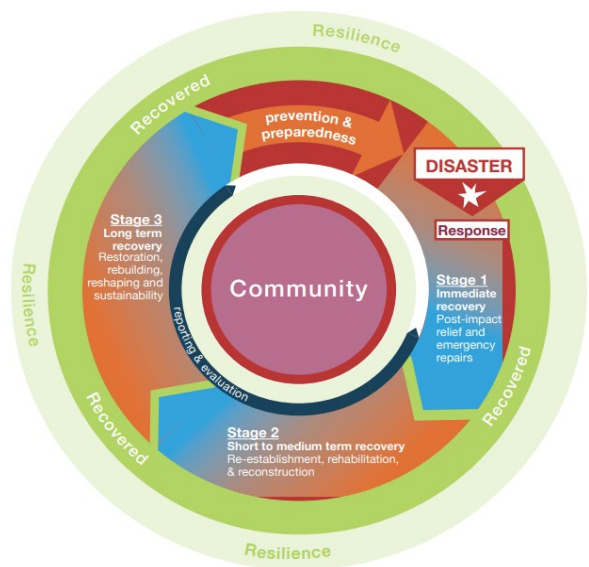 Resilience
Recovered
prevention &
preparedness
DISASTER
Response
Stage 1
Immediate
recovery
Post-impact
relief and
emergency
repairs
Recovered
Stage 2
Short to medium term recovery
Re-establishment, rehabilitation,
& reconstruction
Recovered
Stage 3
Long term
recovery
Restoration,
rebuilding,
reshaping and
sustainability
reporting & evaluation
Community
Resilience
Resilience